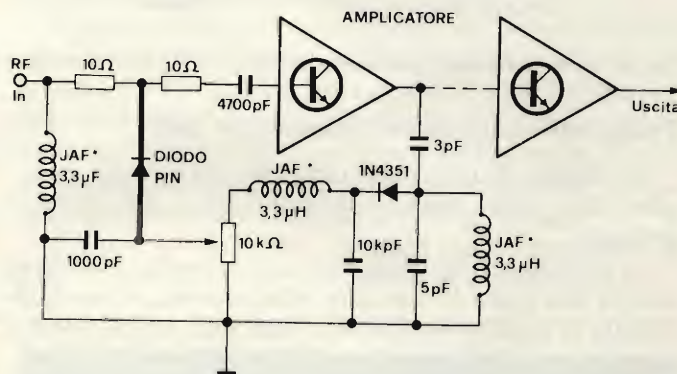 AMPLICATORE
RF
In
10Ω
10Ω
4700pF
Uscita
3pF
JAF*
3,3µF
DIODO
PIN
JAF*
3,3µH
1N4351
1000pF
10kΩ
10kpF
5pF
JAF*
3,3µH